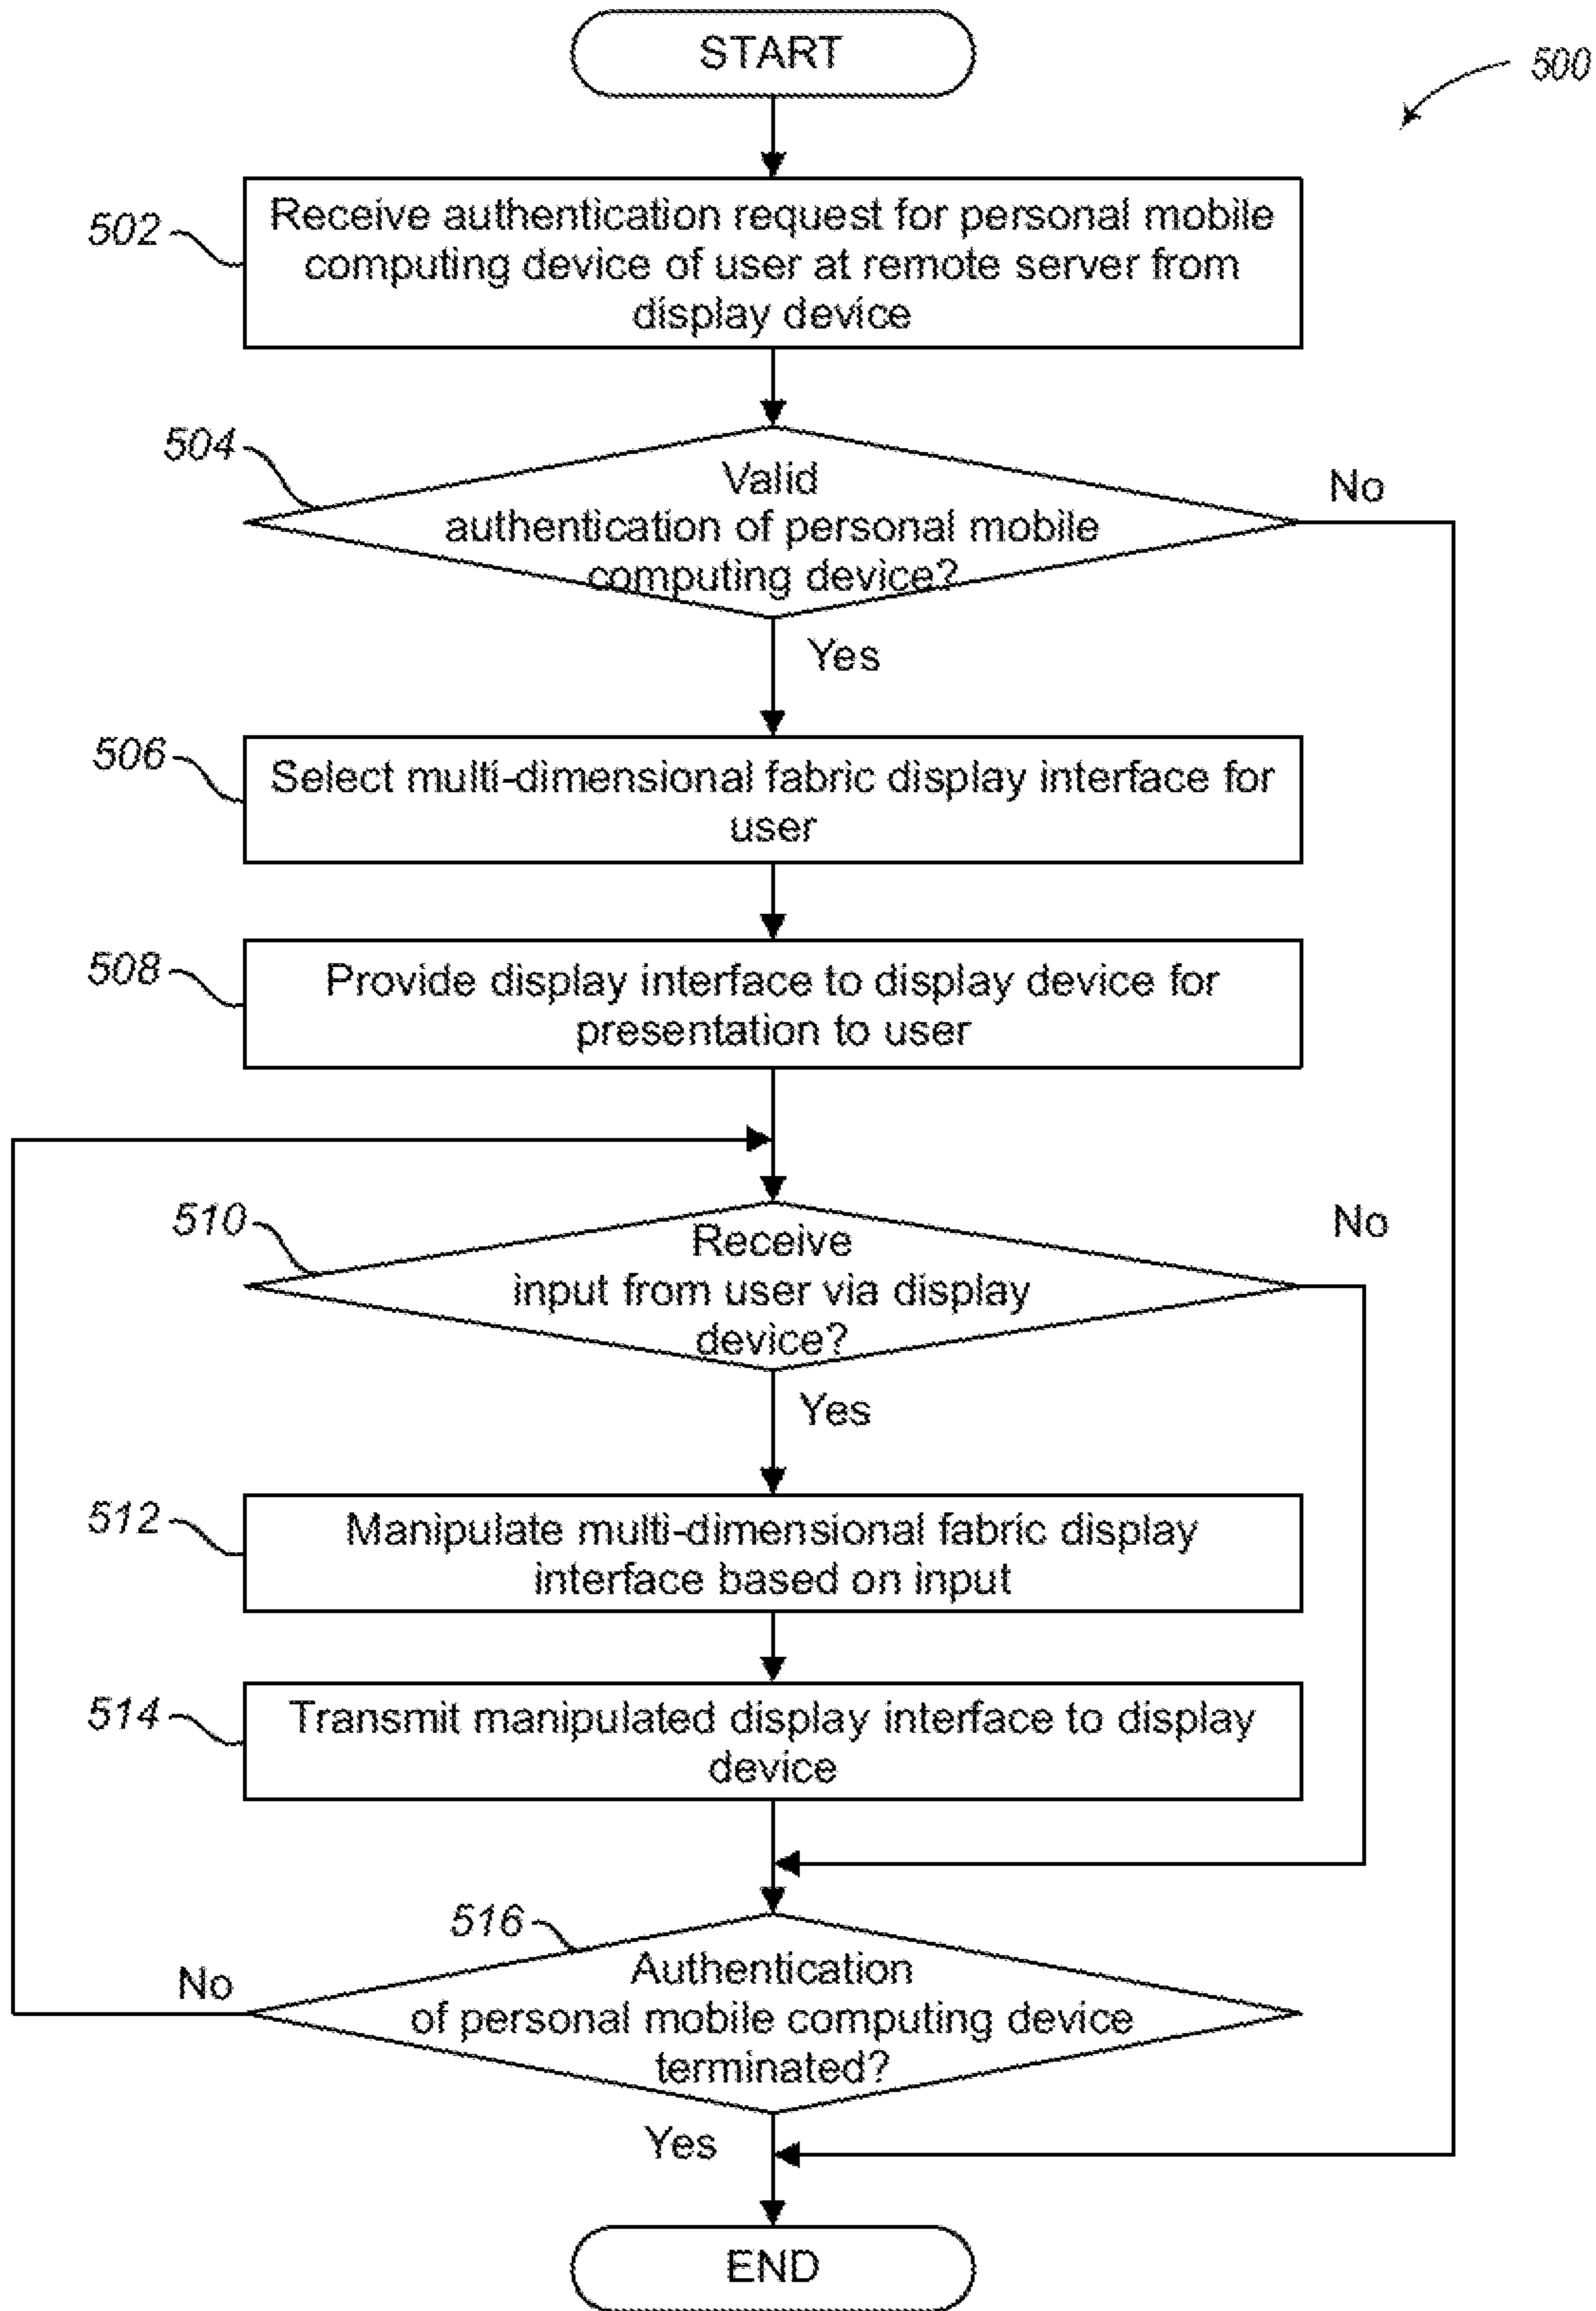 START
500
502
Receive authentication request for personal mobile
computing device of user at remote server from
display device
504
Valid
authentication of personal mobile
computing device?
No
Yes
506
Select multi-dimensional fabric display interface for
user
508
Provide display interface to display device for
presentation to user
510
Receive
input from user via display
device?
No
Yes
512
Manipulate multi-dimensional fabric display
interface based on input
514
Transmit manipulated display interface to display
device
516
Authentication
of personal mobile computing device
terminated?
No
Yes
END